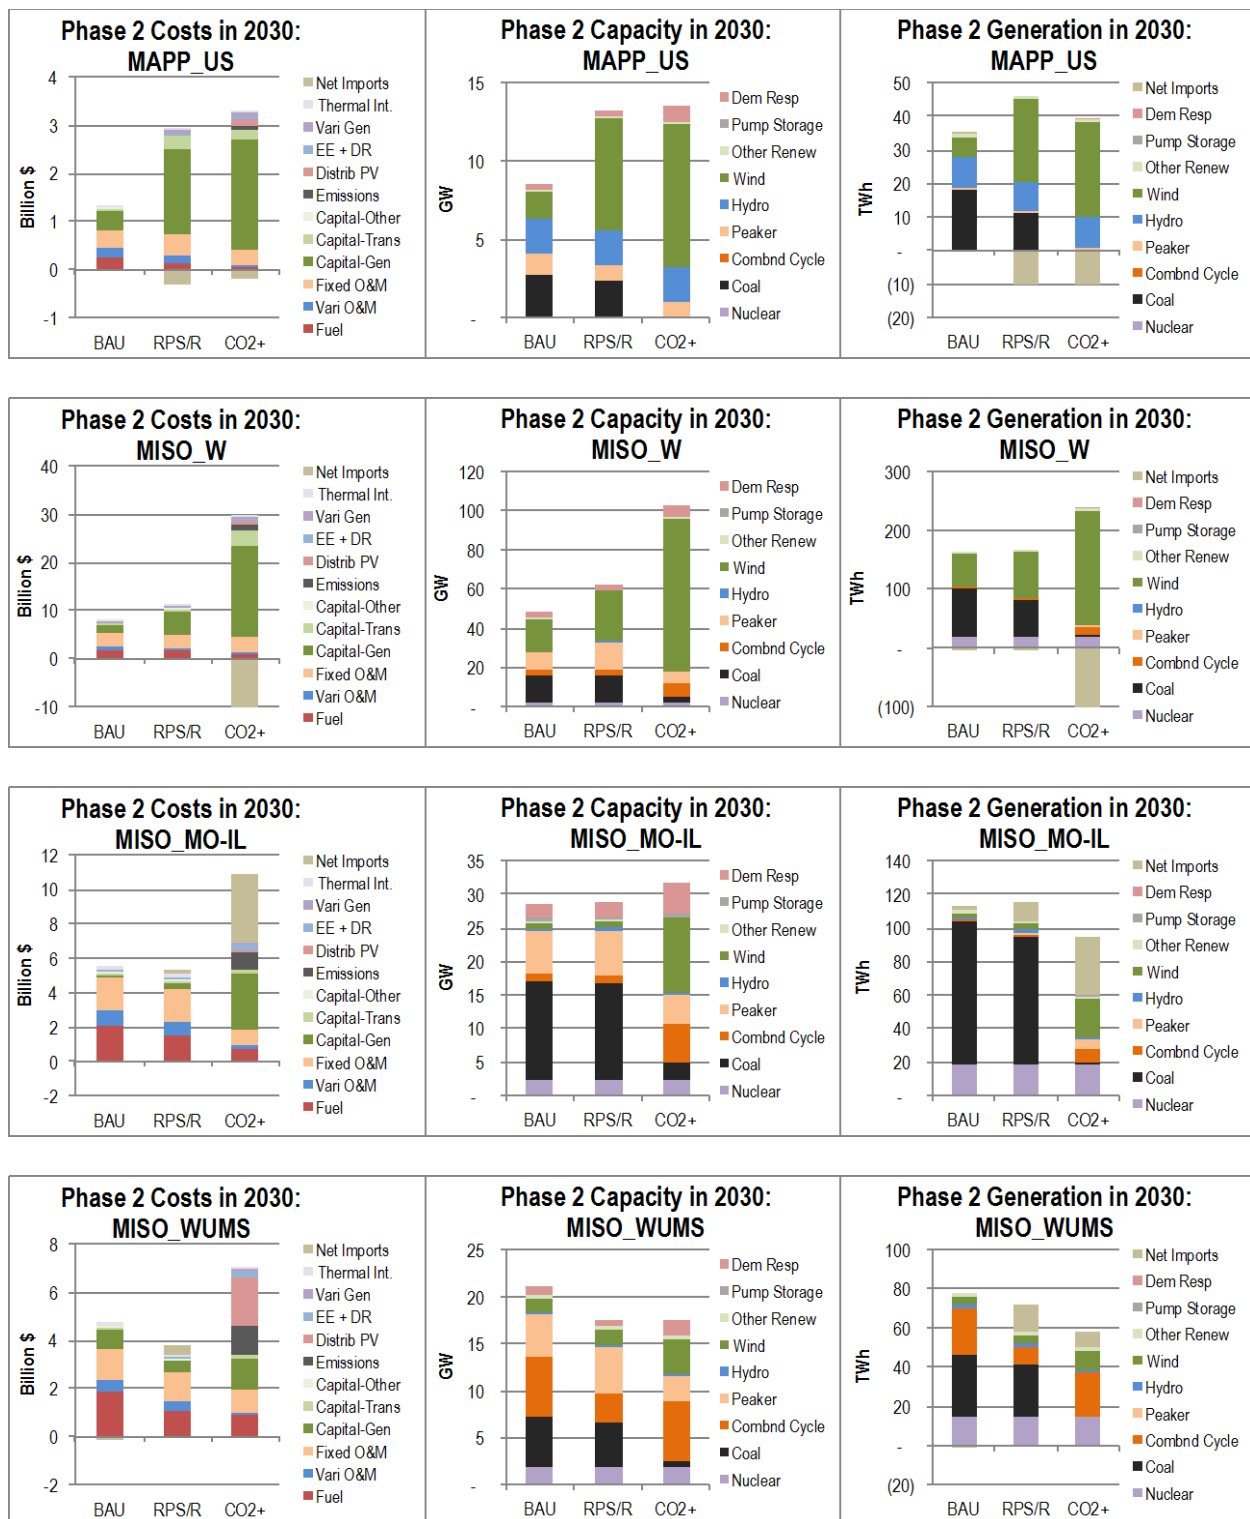 Phase 2 Costs in 2030:
MAPP_US
4
3
2
1
0
-1
Billion $
BAU
RPS/R
CO2+
Net Imports
Thermal Int.
Vari Gen
EE + DR
Distrib PV
Emissions
Capital-Other
Capital-Trans
Capital-Gen
Fixed O&M
Vari O&M
Fuel
Phase 2 Capacity in 2030:
MAPP_US
15
10
5
-
GW
BAU
RPS/R
CO2+
Dem Resp
Pump Storage
Other Renew
Wind
Hydro
Peaker
Combnd Cycle
Coal
Nuclear
Phase 2 Generation in 2030:
MAPP_US
50
40
30
20
10
-
(10)
(20)
TWh
BAU
RPS/R
CO2+
Net Imports
Dem Resp
Pump Storage
Other Renew
Wind
Hydro
Peaker
Combnd Cycle
Coal
Nuclear
Phase 2 Costs in 2030:
MISO_W
40
30
20
10
0
-10
Billion $
BAU
RPS/R
CO2+
Net Imports
Thermal Int.
Vari Gen
EE + DR
Distrib PV
Emissions
Capital-Other
Capital-Trans
Capital-Gen
Fixed O&M
Vari O&M
Fuel
Phase 2 Capacity in 2030:
MISO_W
120
100
80
60
40
20
-
GW
BAU
RPS/R
CO2+
Dem Resp
Pump Storage
Other Renew
Wind
Hydro
Peaker
Combnd Cycle
Coal
Nuclear
Phase 2 Generation in 2030:
MISO_W
300
200
100
-
(100)
TWh
BAU
RPS/R
CO2+
Net Imports
Dem Resp
Pump Storage
Other Renew
Wind
Hydro
Peaker
Combnd Cycle
Coal
Nuclear
Phase 2 Costs in 2030:
MISO_MO-IL
12
10
8
6
4
2
0
-2
Billion $
BAU
RPS/R
CO2+
Net Imports
Thermal Int.
Vari Gen
EE + DR
Distrib PV
Emissions
Capital-Other
Capital-Trans
Capital-Gen
Fixed O&M
Vari O&M
Fuel
Phase 2 Capacity in 2030:
MISO_MO-IL
35
30
25
20
15
10
5
-
GW
BAU
RPS/R
CO2+
Dem Resp
Pump Storage
Other Renew
Wind
Hydro
Peaker
Combnd Cycle
Coal
Nuclear
Phase 2 Generation in 2030:
MISO_MO-IL
140
120
100
80
60
40
20
-
TWh
BAU
RPS/R
CO2+
Net Imports
Dem Resp
Pump Storage
Other Renew
Wind
Hydro
Peaker
Combnd Cycle
Coal
Nuclear
Phase 2 Costs in 2030:
MISO_WUMS
8
6
4
2
0
-2
Billion $
BAU
RPS/R
CO2+
Net Imports
Thermal Int.
Vari Gen
EE + DR
Distrib PV
Emissions
Capital-Other
Capital-Trans
Capital-Gen
Fixed O&M
Vari O&M
Fuel
Phase 2 Capacity in 2030:
MISO_WUMS
25
20
15
10
5
-
GW
BAU
RPS/R
CO2+
Dem Resp
Pump Storage
Other Renew
Wind
Hydro
Peaker
Combnd Cycle
Coal
Nuclear
Phase 2 Generation in 2030:
MISO_WUMS
100
80
60
40
20
-
(20)
TWh
BAU
RPS/R
CO2+
Net Imports
Dem Resp
Pump Storage
Other Renew
Wind
Hydro
Peaker
Combnd Cycle
Coal
Nuclear